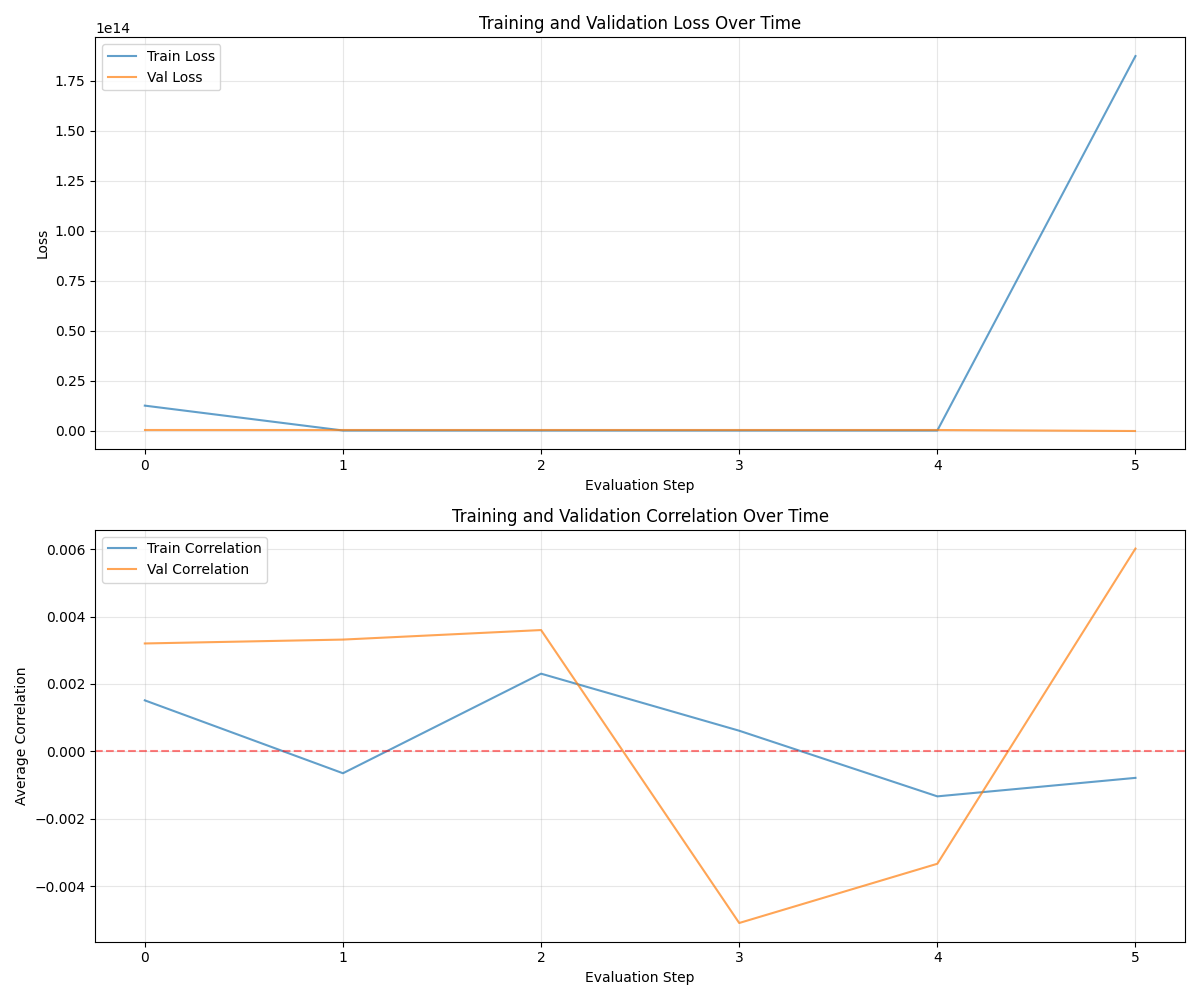 Training and Validation Loss Over Time
1e14
Train Loss
Val Loss
1.75
1.50
1.25
1.00
0.75
0.50
0.25
0.00
Loss
0 1 2 3 4 5
Evaluation Step
Training and Validation Correlation Over Time
Train Correlation
Val Correlation
0.006
0.004
0.002
0.000
−0.002
−0.004
Average Correlation
0 1 2 3 4 5
Evaluation Step